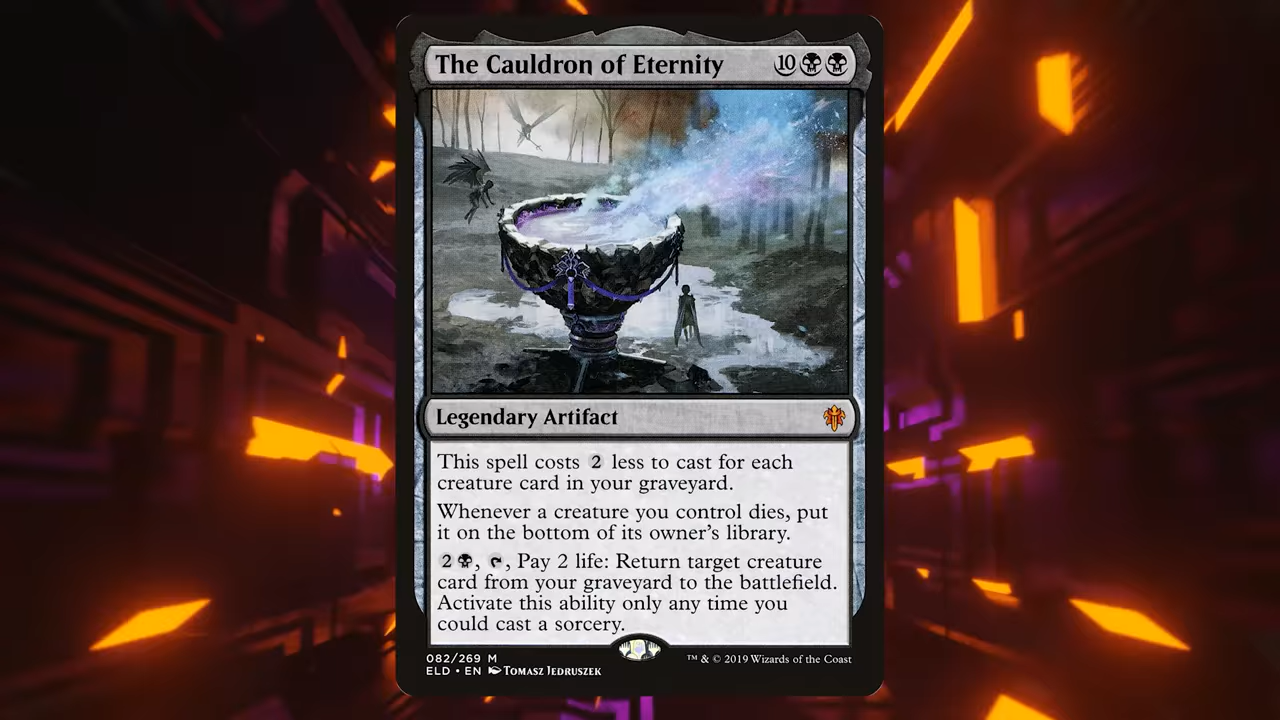 The Cauldron of Eternity 10
Legendary Artifact
This spell costs 2 less to cast for each
creature card in your graveyard.
Whenever a creature you control dies, put
it on the bottom of its owner's library.
2, , Pay 2 life: Return target creature
card from your graveyard to the battlefield.
Activate this ability only any time you
could cast a sorcery.
082/269 M
ELD • EN Tomasz Jedruszek
™ & © 2019 Wizards of the Coast